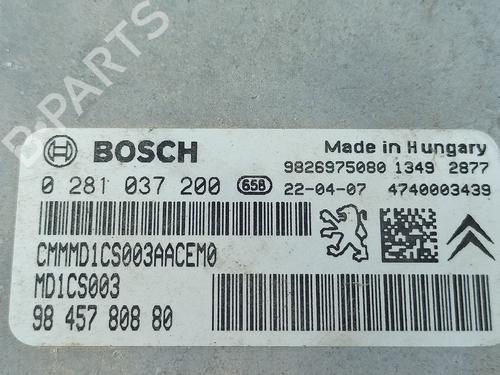 B-PARTS
BOSCH
Made in Hungary
9826975080 1349 2877
0 281 037 200 658 22-04-07 4740003439
CMMMD1CS003AACEM0
MD1CS003
98 457 808 80